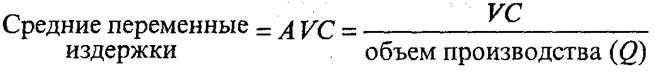 Средние переменные издержки = AVC = VC / объем производства (Q)